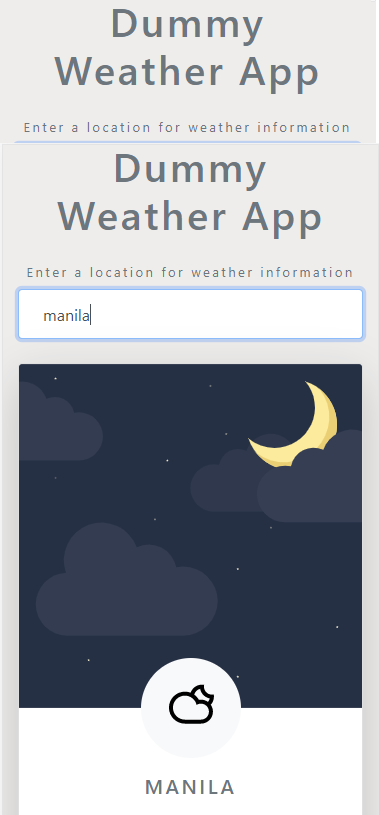 Dummy
Weather App
Enter a location for weather information
Dummy
Weather App
Enter a location for weather information
manila
MANILA